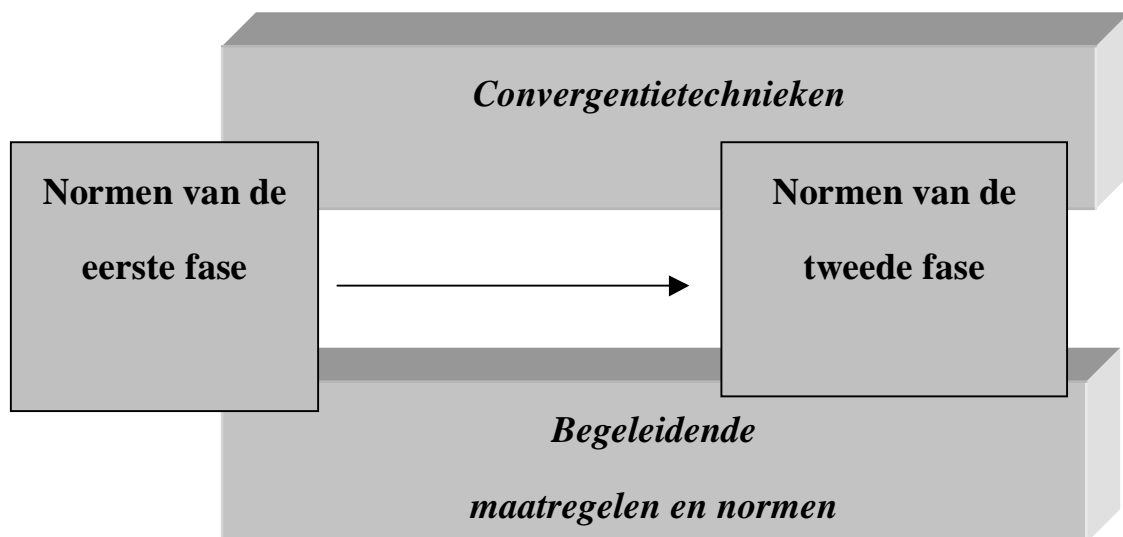 Convergentietechnieken
Normen van de
eerste fase
Normen van de
tweede fase
Begeleidende
maatregelen en normen